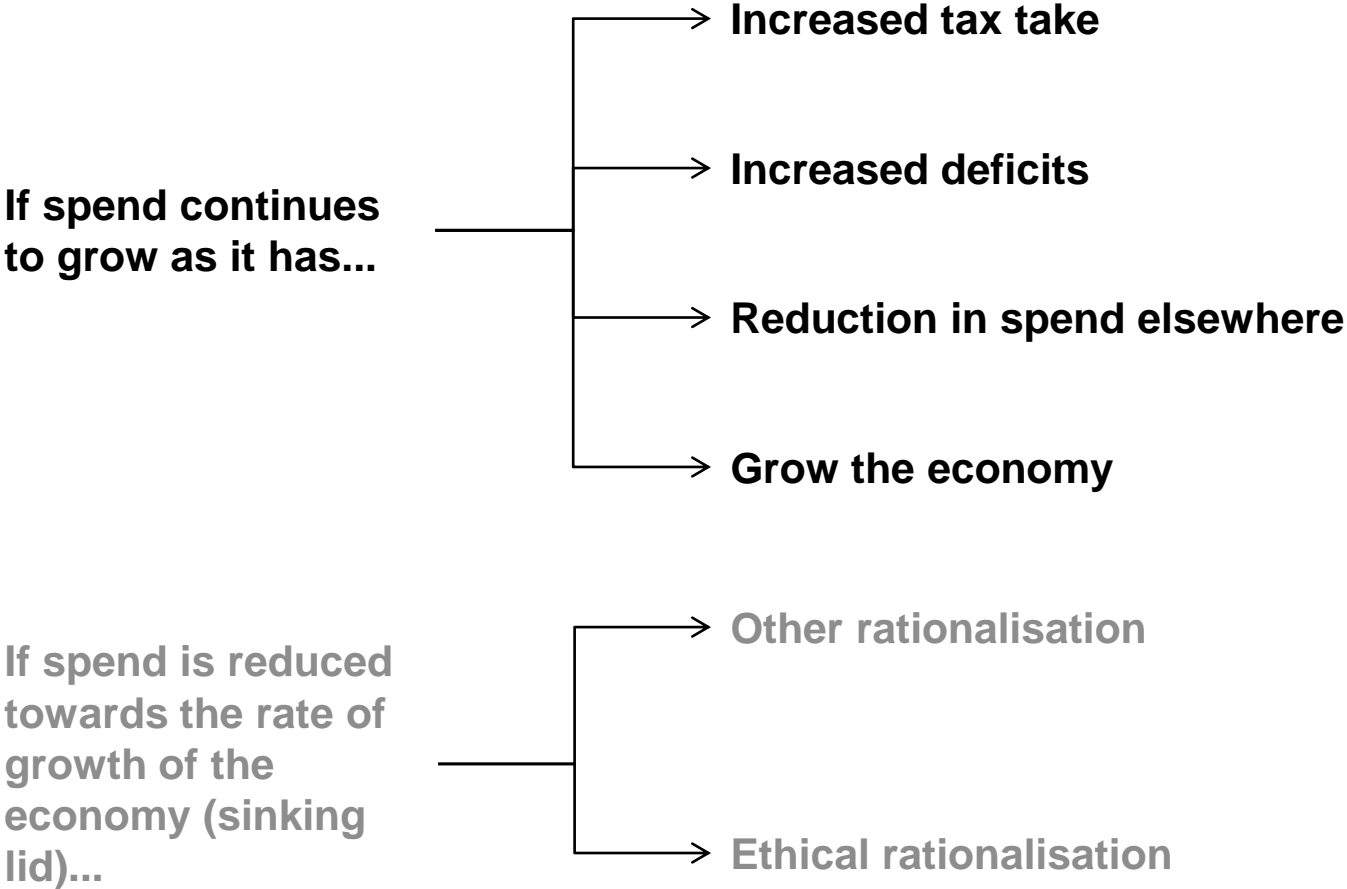 Increased tax take
Increased deficits
If spend continues
to grow as it has...
Reduction in spend elsewhere
Grow the economy
Other rationalisation
If spend is reduced
towards the rate of
growth of the
economy (sinking
lid)...
Ethical rationalisation